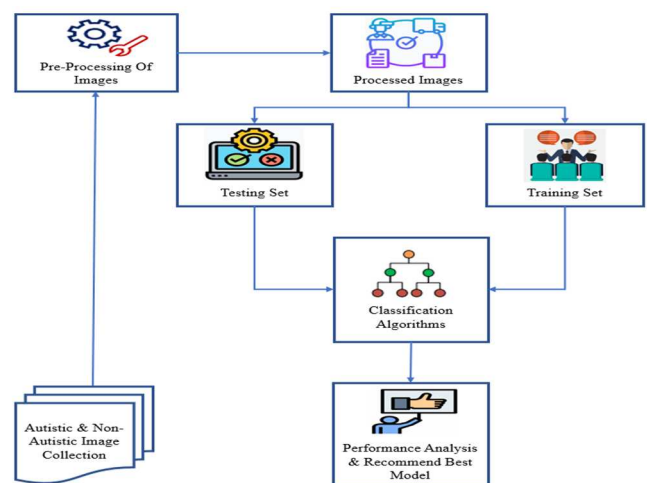 Pre-Processing Of
Images
Processed Images
Testing Set
Training Set
Classification
Algorithms
Autistic & Non-
Autistic Image
Collection
Performance Analysis
& Recommend Best
Model